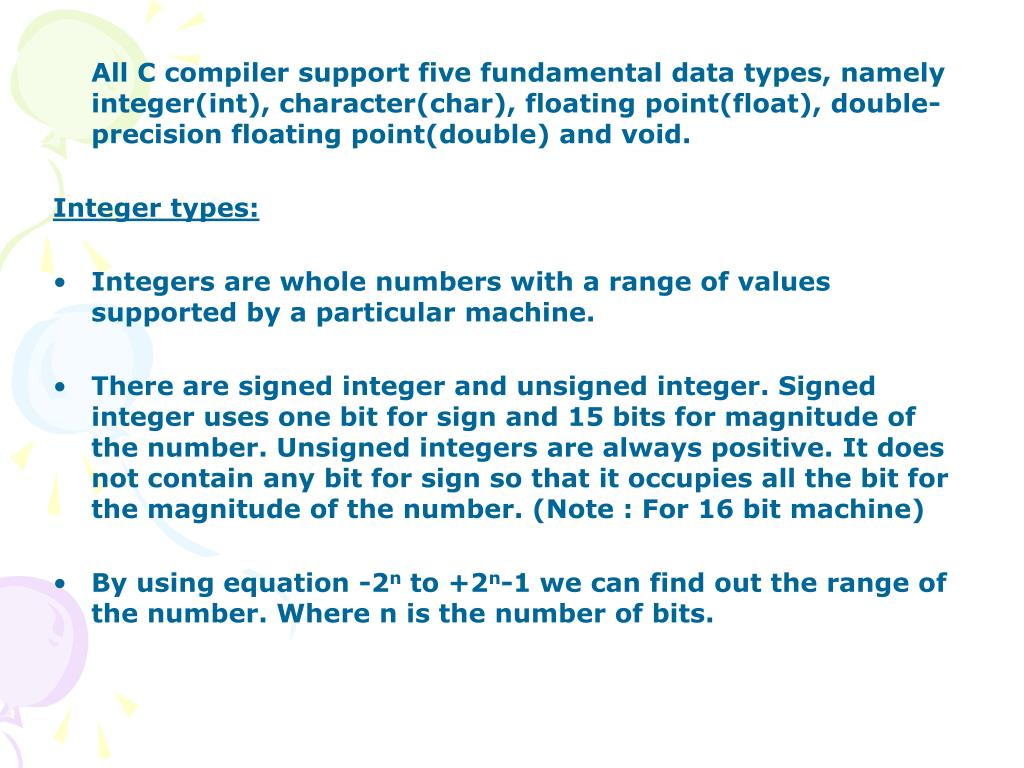 All C compiler support five fundamental data types, namely
integer(int), character(char), floating point(float), double-
precision floating point(double) and void.
Integer types:
• Integers are whole numbers with a range of values
supported by a particular machine.
• There are signed integer and unsigned integer. Signed
integer uses one bit for sign and 15 bits for magnitude of
the number. Unsigned integers are always positive. It does
not contain any bit for sign so that it occupies all the bit for
the magnitude of the number. (Note : For 16 bit machine)
• By using equation -2ⁿ to +2ⁿ-1 we can find out the range of
the number. Where n is the number of bits.